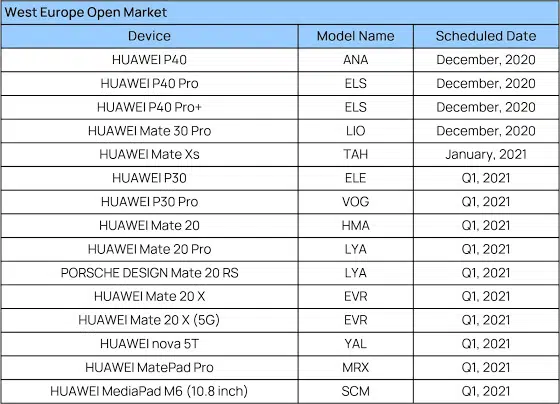 West Europe Open Market
Device Model Name Scheduled Date
HUAWEI P40 ANA December, 2020
HUAWEI P40 Pro ELS December, 2020
HUAWEI P40 Pro+ ELS December, 2020
HUAWEI Mate 30 Pro LIO December, 2020
HUAWEI Mate Xs TAH January, 2021
HUAWEI P30 ELE Q1, 2021
HUAWEI P30 Pro VOG Q1, 2021
HUAWEI Mate 20 HMA Q1, 2021
HUAWEI Mate 20 Pro LYA Q1, 2021
PORSCHE DESIGN Mate 20 RS LYA Q1, 2021
HUAWEI Mate 20 X EVR Q1, 2021
HUAWEI Mate 20 X (5G) EVR Q1, 2021
HUAWEI nova 5T YAL Q1, 2021
HUAWEI MatePad Pro MRX Q1, 2021
HUAWEI MediaPad M6 (10.8 inch) SCM Q1, 2021